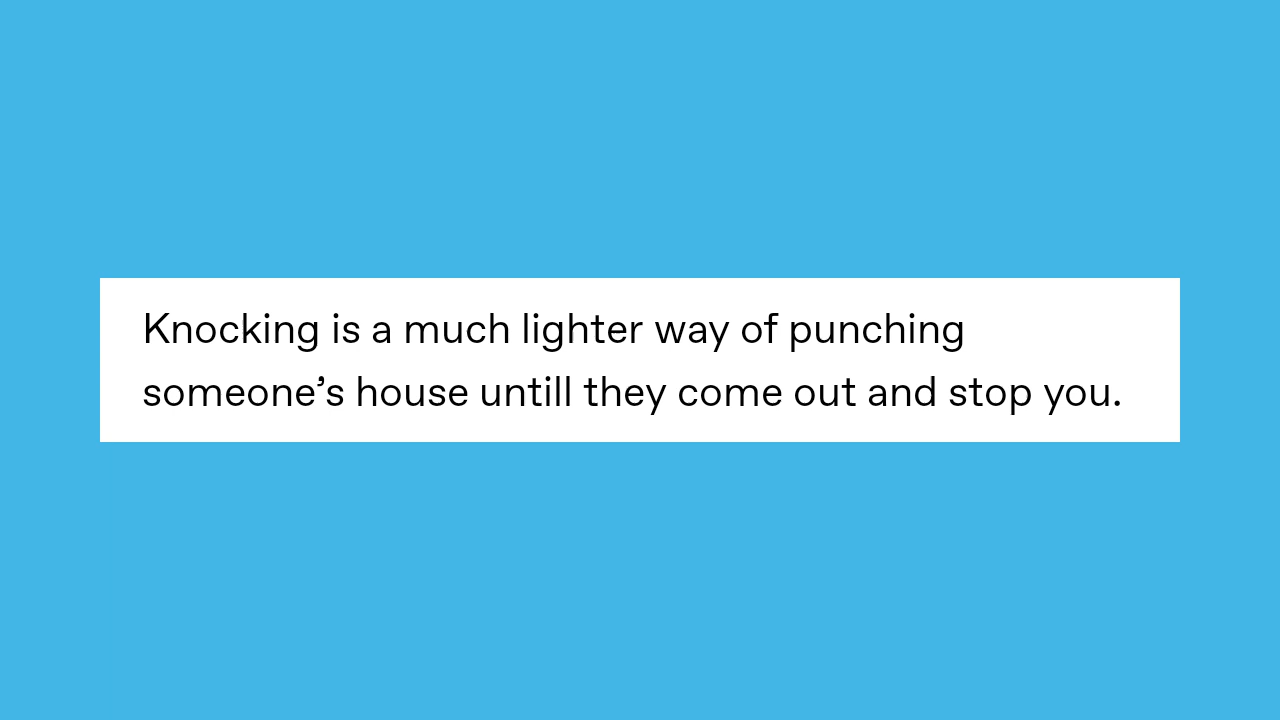 Knocking is a much lighter way of punching
someone’s house untill they come out and stop you.